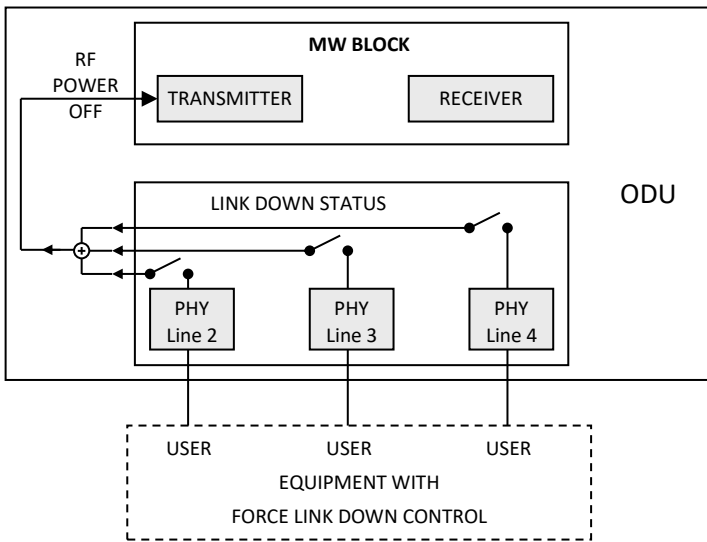 MW BLOCK
RF
POWER
OFF
TRANSMITTER
RECEIVER
ODU
LINK DOWN STATUS
PHY
Line 2
PHY
Line 3
PHY
Line 4
USER
USER
USER
EQUIPMENT WITH
FORCE LINK DOWN CONTROL